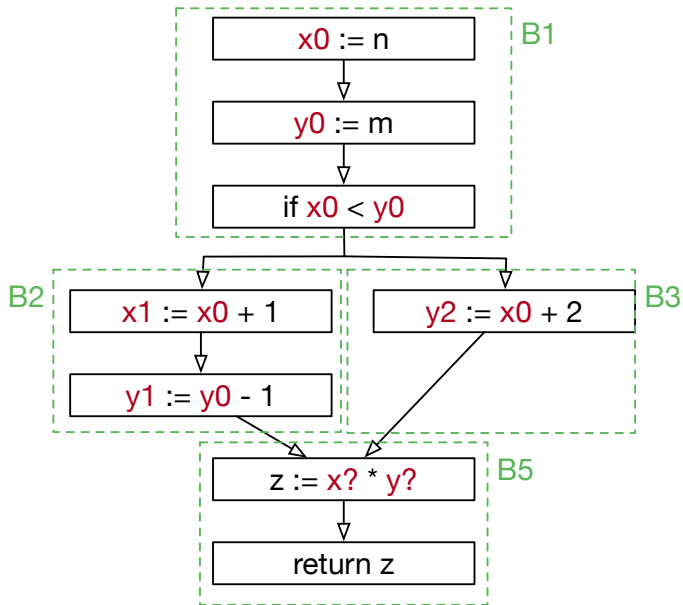 x0 := n
B1
y0 := m
if x0 < y0
B2
x1 := x0 + 1
y2 := x0 + 2
B3
y1 := y0 - 1
z := x? * y?
B5
return z